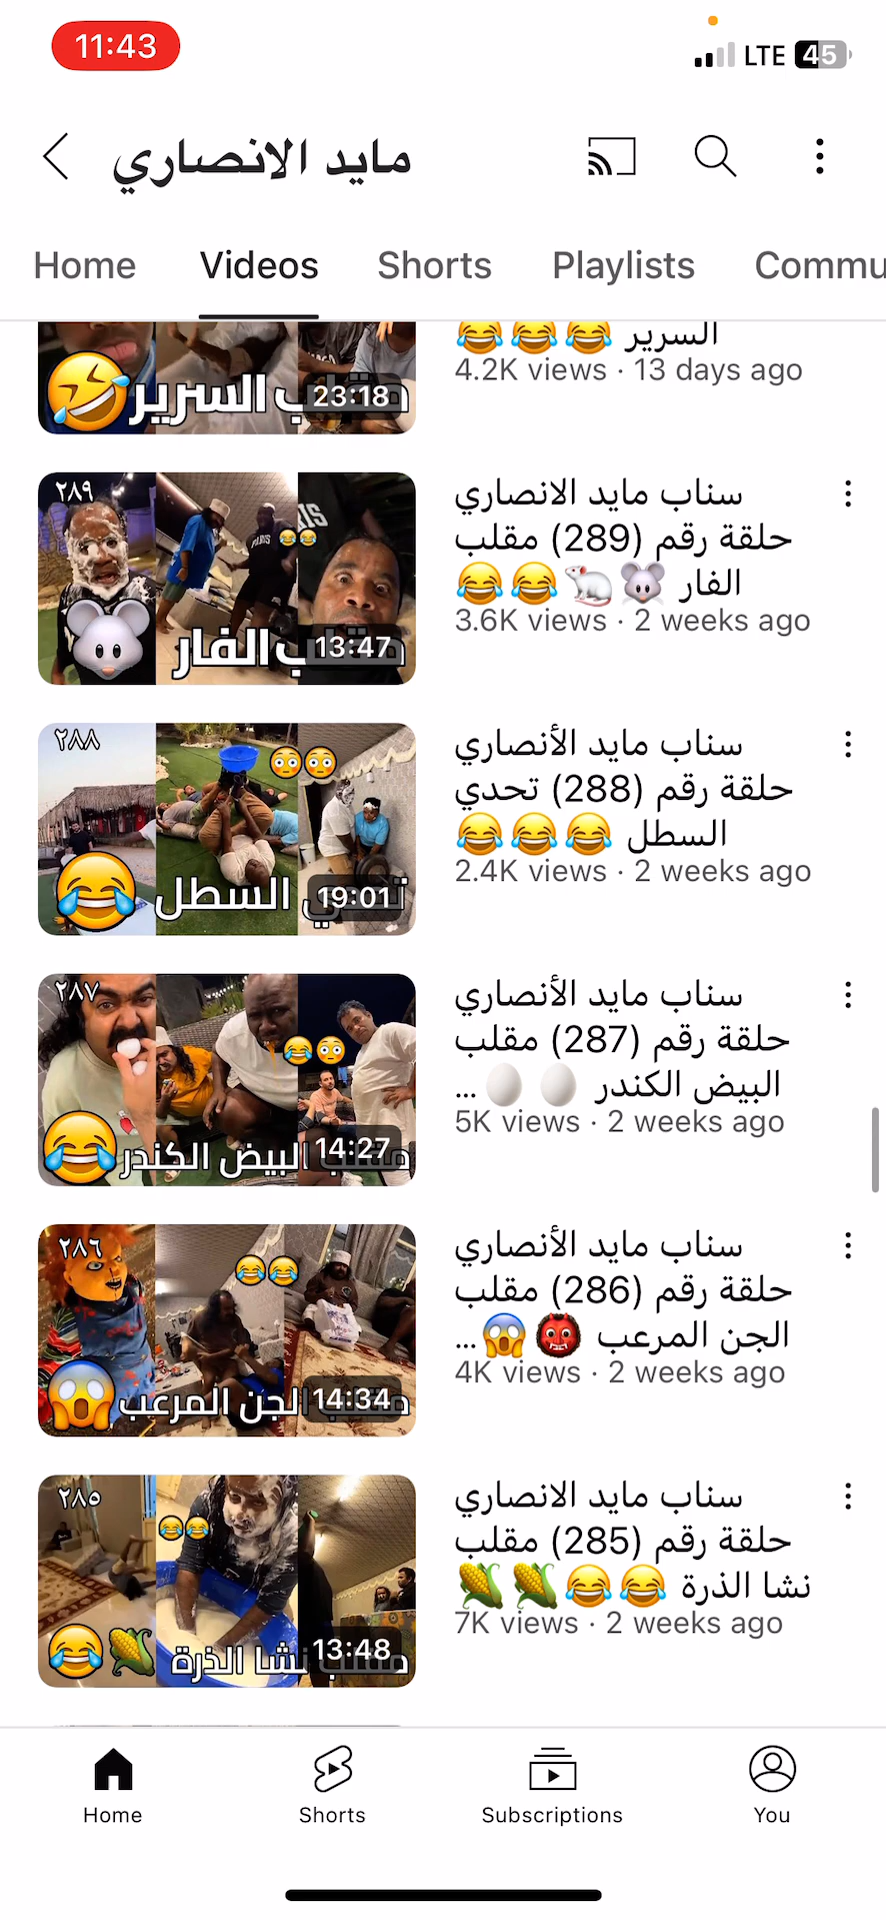 11:43
LTE 45
مايد الانصاري
Home Videos Shorts Playlists Commu
السرير 😂😂😂
4.2K views · 13 days ago
السرير
23:18
٢٨٩
الفار
13:47
سناب مايد الانصاري
حلقة رقم (289) مقلب
الفار 🐭🐁😂😂
3.6K views · 2 weeks ago
٢٨٨
السطل
19:01
سناب مايد الأنصاري
حلقة رقم (288) تحدي
السطل 😂😂😂
2.4K views · 2 weeks ago
٢٨٧
البيض الكندر
14:27
سناب مايد الأنصاري
حلقة رقم (287) مقلب
البيض الكندر 🥚🥚...
5K views · 2 weeks ago
٢٨٦
الجن المرعب
14:34
سناب مايد الأنصاري
حلقة رقم (286) مقلب
الجن المرعب 👹😱...
4K views · 2 weeks ago
٢٨٥
نشا الذرة
13:48
سناب مايد الانصاري
حلقة رقم (285) مقلب
نشا الذرة 😂😂🌽🌽
7K views · 2 weeks ago
Home Shorts Subscriptions You